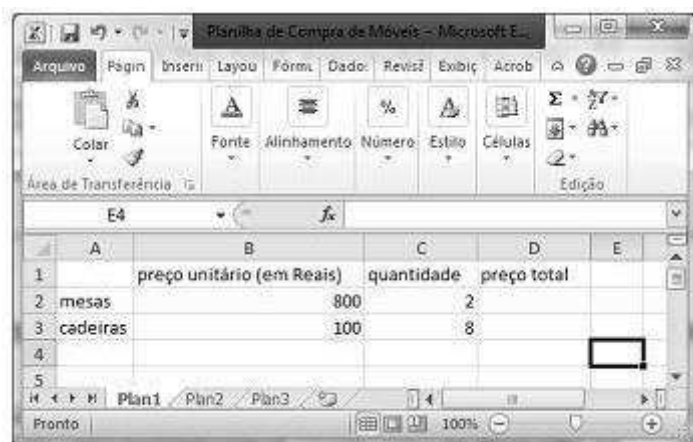 Planilha de Compra de Móveis - Microsoft E...
Arquivo Págin Inseri Layou Fórmu Dado: Revisã Exibiç Acrob
Colar Fonte Alinhamento Número Estilo Células
Área de Transferência Edição
E4 fx
A B C D E
1 preço unitário (em Reais) quantidade preço total
2 mesas 800 2
3 cadeiras 100 8
4
5
Plan1 Plan2 Plan3
Pronto 100%